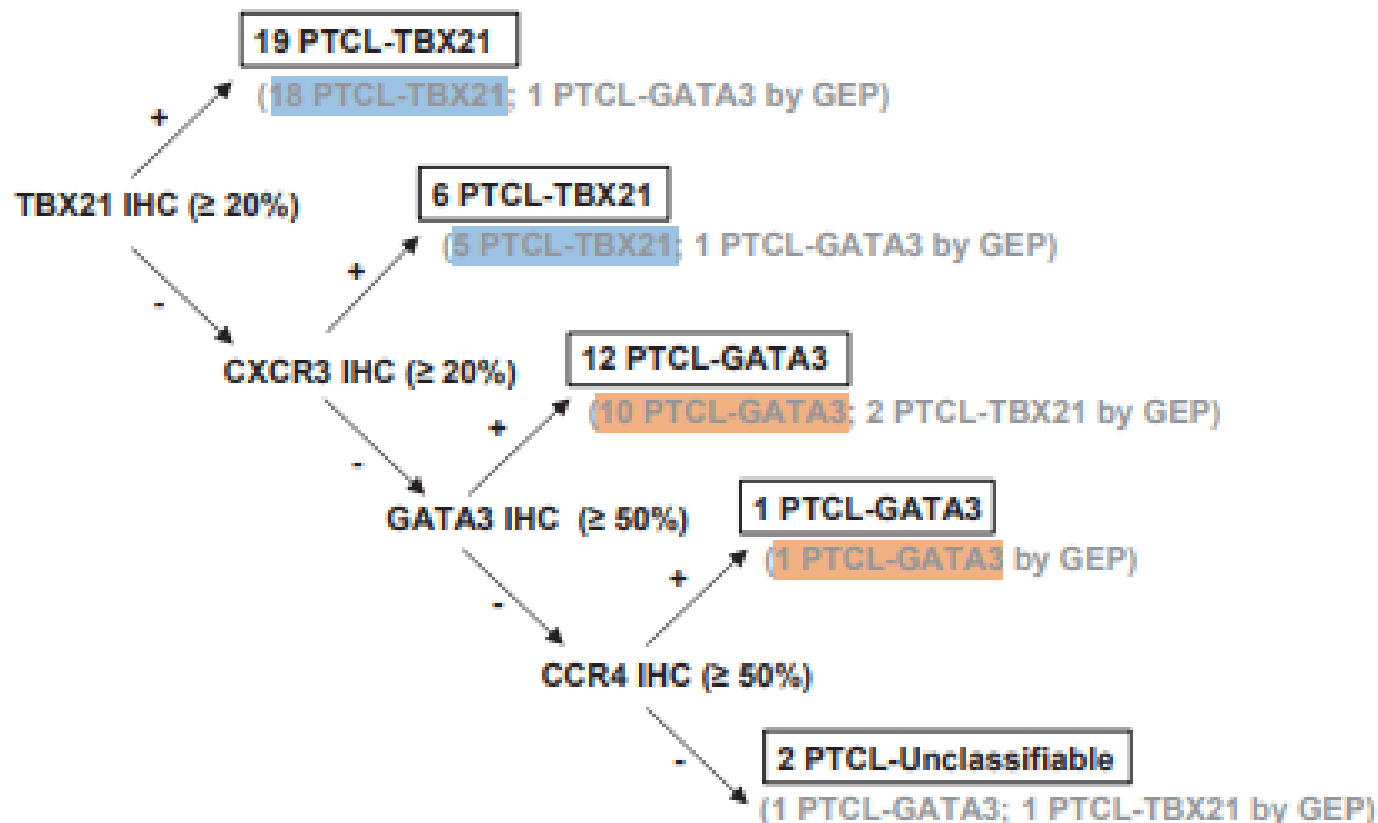 19 PTCL-TBX21
(18 PTCL-TBX21; 1 PTCL-GATA3 by GEP)
+
TBX21 IHC (≥ 20%)
-
6 PTCL-TBX21
(5 PTCL-TBX21; 1 PTCL-GATA3 by GEP)
+
CXCR3 IHC (≥ 20%)
-
12 PTCL-GATA3
(10 PTCL-GATA3; 2 PTCL-TBX21 by GEP)
+
GATA3 IHC (≥ 50%)
-
1 PTCL-GATA3
(1 PTCL-GATA3 by GEP)
+
CCR4 IHC (≥ 50%)
-
2 PTCL-Unclassifiable
(1 PTCL-GATA3; 1 PTCL-TBX21 by GEP)